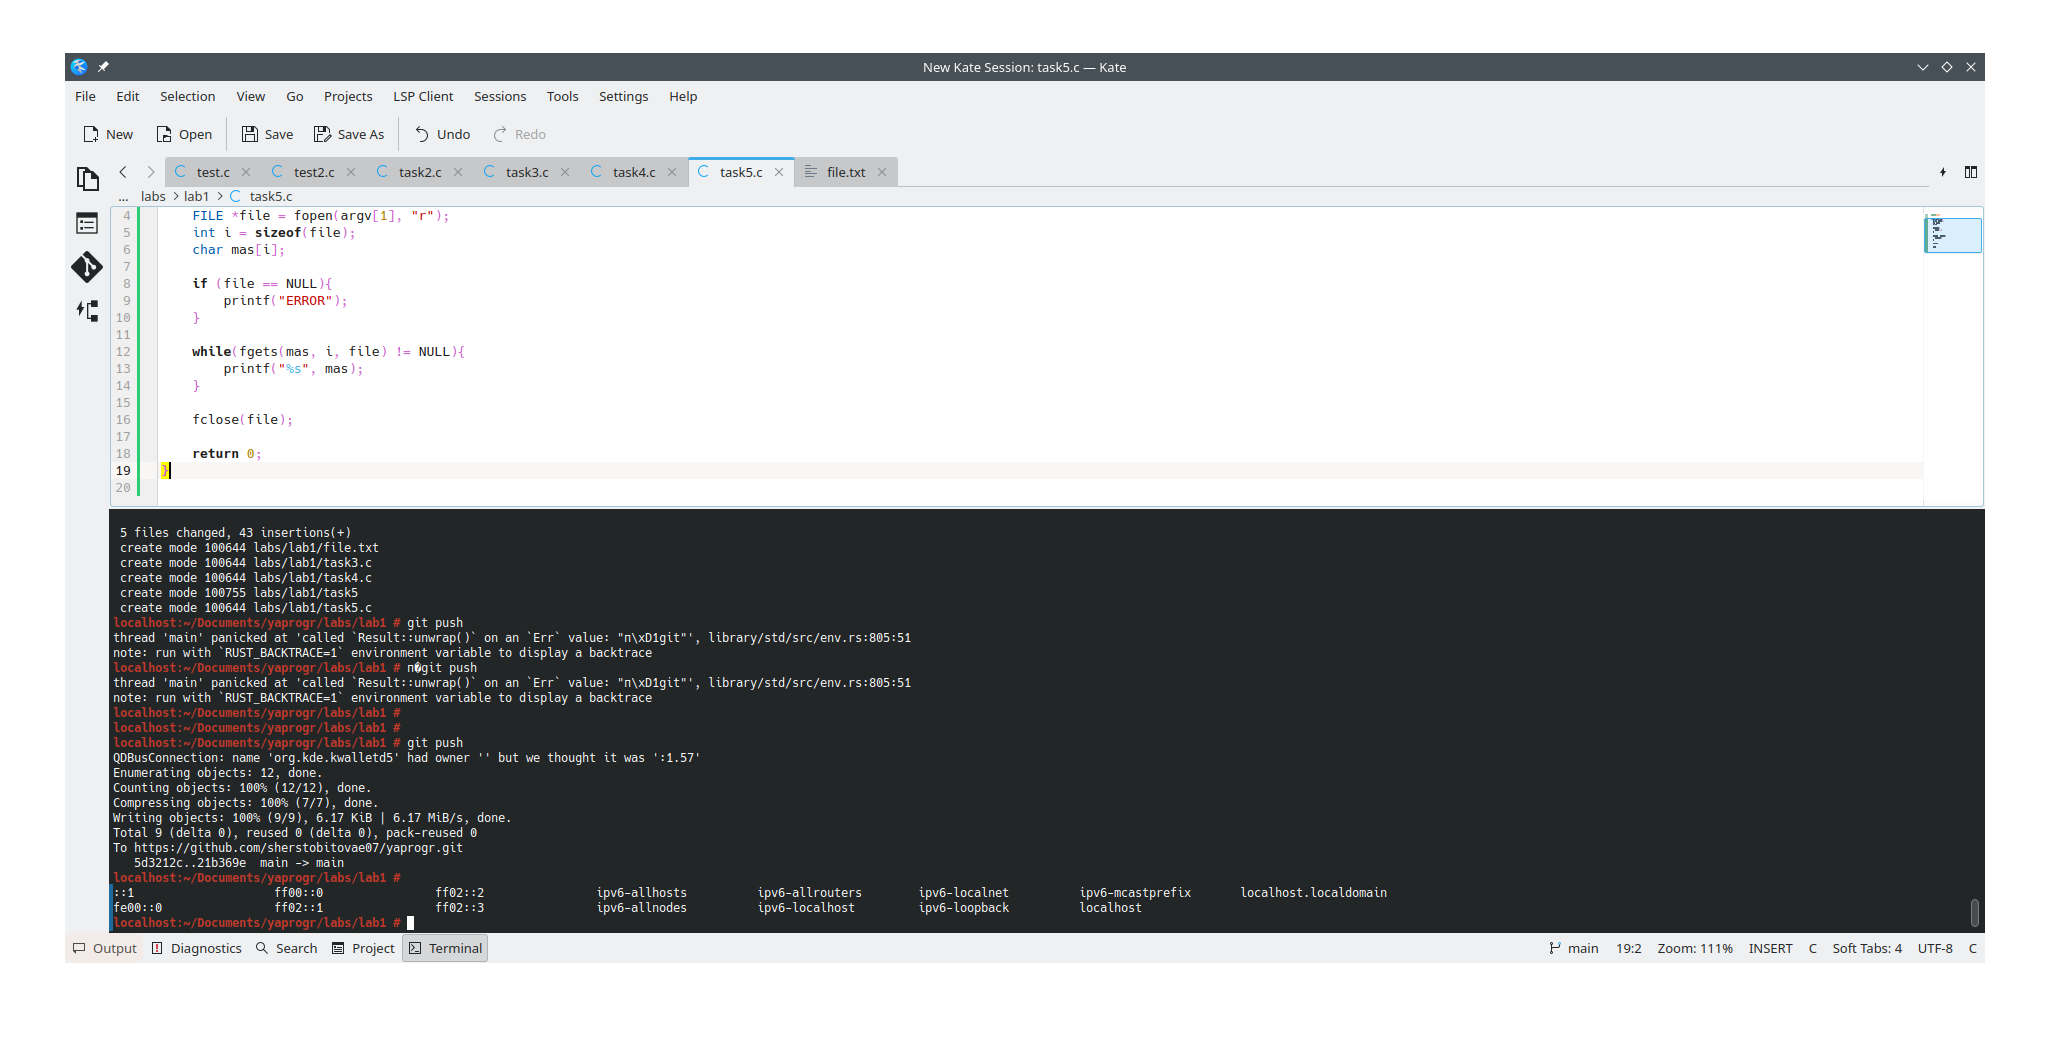 New Kate Session: task5.c — Kate
File Edit Selection View Go Projects LSP Client Sessions Tools Settings Help
New Open Save Save As Undo Redo
test.c test2.c task2.c task3.c task4.c task5.c file.txt
... labs > lab1 > task5.c
4 FILE *file = fopen(argv[1], "r");
5 int i = sizeof(file);
6 char mas[i];
7
8 if (file == NULL){
9 printf("ERROR");
10 }
11
12 while(fgets(mas, i, file) != NULL){
13 printf("%s", mas);
14 }
15
16 fclose(file);
17
18 return 0;
19 }
20
5 files changed, 43 insertions(+)
create mode 100644 labs/lab1/file.txt
create mode 100644 labs/lab1/task3.c
create mode 100644 labs/lab1/task4.c
create mode 100755 labs/lab1/task5
create mode 100644 labs/lab1/task5.c
localhost:~/Documents/yaprogr/labs/lab1 # git push
thread 'main' panicked at 'called `Result::unwrap()` on an `Err` value: "п\xD1git"', library/std/src/env.rs:805:51
note: run with `RUST_BACKTRACE=1` environment variable to display a backtrace
localhost:~/Documents/yaprogr/labs/lab1 # п�git push
thread 'main' panicked at 'called `Result::unwrap()` on an `Err` value: "п\xD1git"', library/std/src/env.rs:805:51
note: run with `RUST_BACKTRACE=1` environment variable to display a backtrace
localhost:~/Documents/yaprogr/labs/lab1 #
localhost:~/Documents/yaprogr/labs/lab1 #
localhost:~/Documents/yaprogr/labs/lab1 # git push
QDBusConnection: name 'org.kde.kwalletd5' had owner '' but we thought it was ':1.57'
Enumerating objects: 12, done.
Counting objects: 100% (12/12), done.
Compressing objects: 100% (7/7), done.
Writing objects: 100% (9/9), 6.17 KiB | 6.17 MiB/s, done.
Total 9 (delta 0), reused 0 (delta 0), pack-reused 0
To https://github.com/sherstobitovae07/yaprogr.git
5d3212c..21b369e main -> main
localhost:~/Documents/yaprogr/labs/lab1 #
::1 ff00::0 ff02::2 ipv6-allhosts ipv6-allrouters ipv6-localnet ipv6-mcastprefix localhost.localdomain
fe00::0 ff02::1 ff02::3 ipv6-allnodes ipv6-localhost ipv6-loopback localhost
localhost:~/Documents/yaprogr/labs/lab1 #
Output Diagnostics Search Project Terminal main 19:2 Zoom: 111% INSERT C Soft Tabs: 4 UTF-8 C